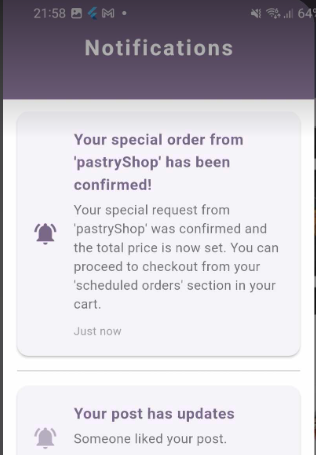 21:58 64%
Notifications
Your special order from
'pastryShop' has been
confirmed!
Your special request from
'pastryShop' was confirmed and
the total price is now set. You can
proceed to checkout from your
'scheduled orders' section in your
cart.
Just now
Your post has updates
Someone liked your post.